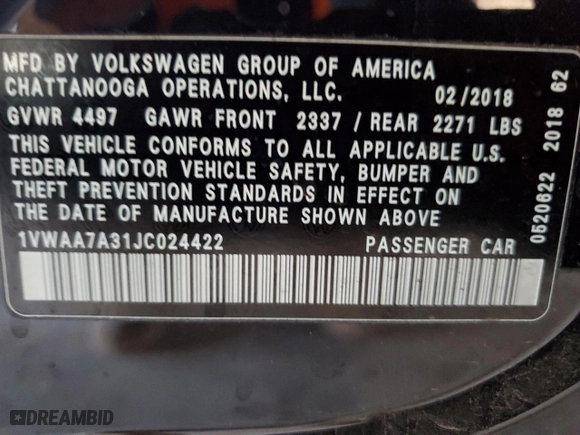 MFD BY VOLKSWAGEN GROUP OF AMERICA
CHATTANOOGA OPERATIONS, LLC. 02/2018
GVWR 4497 GAWR FRONT 2337 / REAR 2271 LBS
THIS VEHICLE CONFORMS TO ALL APPLICABLE U.S.
FEDERAL MOTOR VEHICLE SAFETY, BUMPER AND
THEFT PREVENTION STANDARDS IN EFFECT ON
THE DATE OF MANUFACTURE SHOWN ABOVE
1VWAA7A31JC024422 PASSENGER CAR
0520622 2018 62
DREAMBID